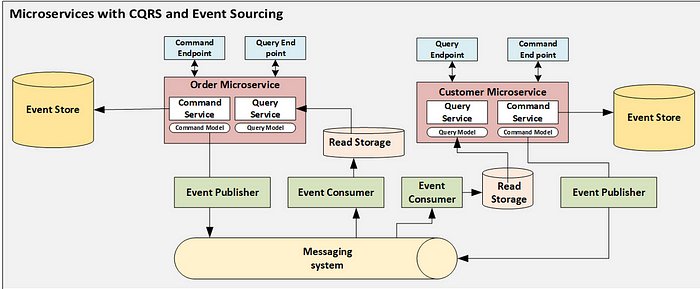 Microservices with CQRS and Event Sourcing
Command
Endpoint
Query End
point
Query
Endpoint
Command
End point
Order Microservice
Customer Microservice
Event Store
Command
Service
Query
Service
Command Model
Query Model
Query
Service
Command
Service
Query Model
Command Model
Event Store
Read Storage
Event Publisher
Event Consumer
Event
Consumer
Read
Storage
Event Publisher
Messaging
system